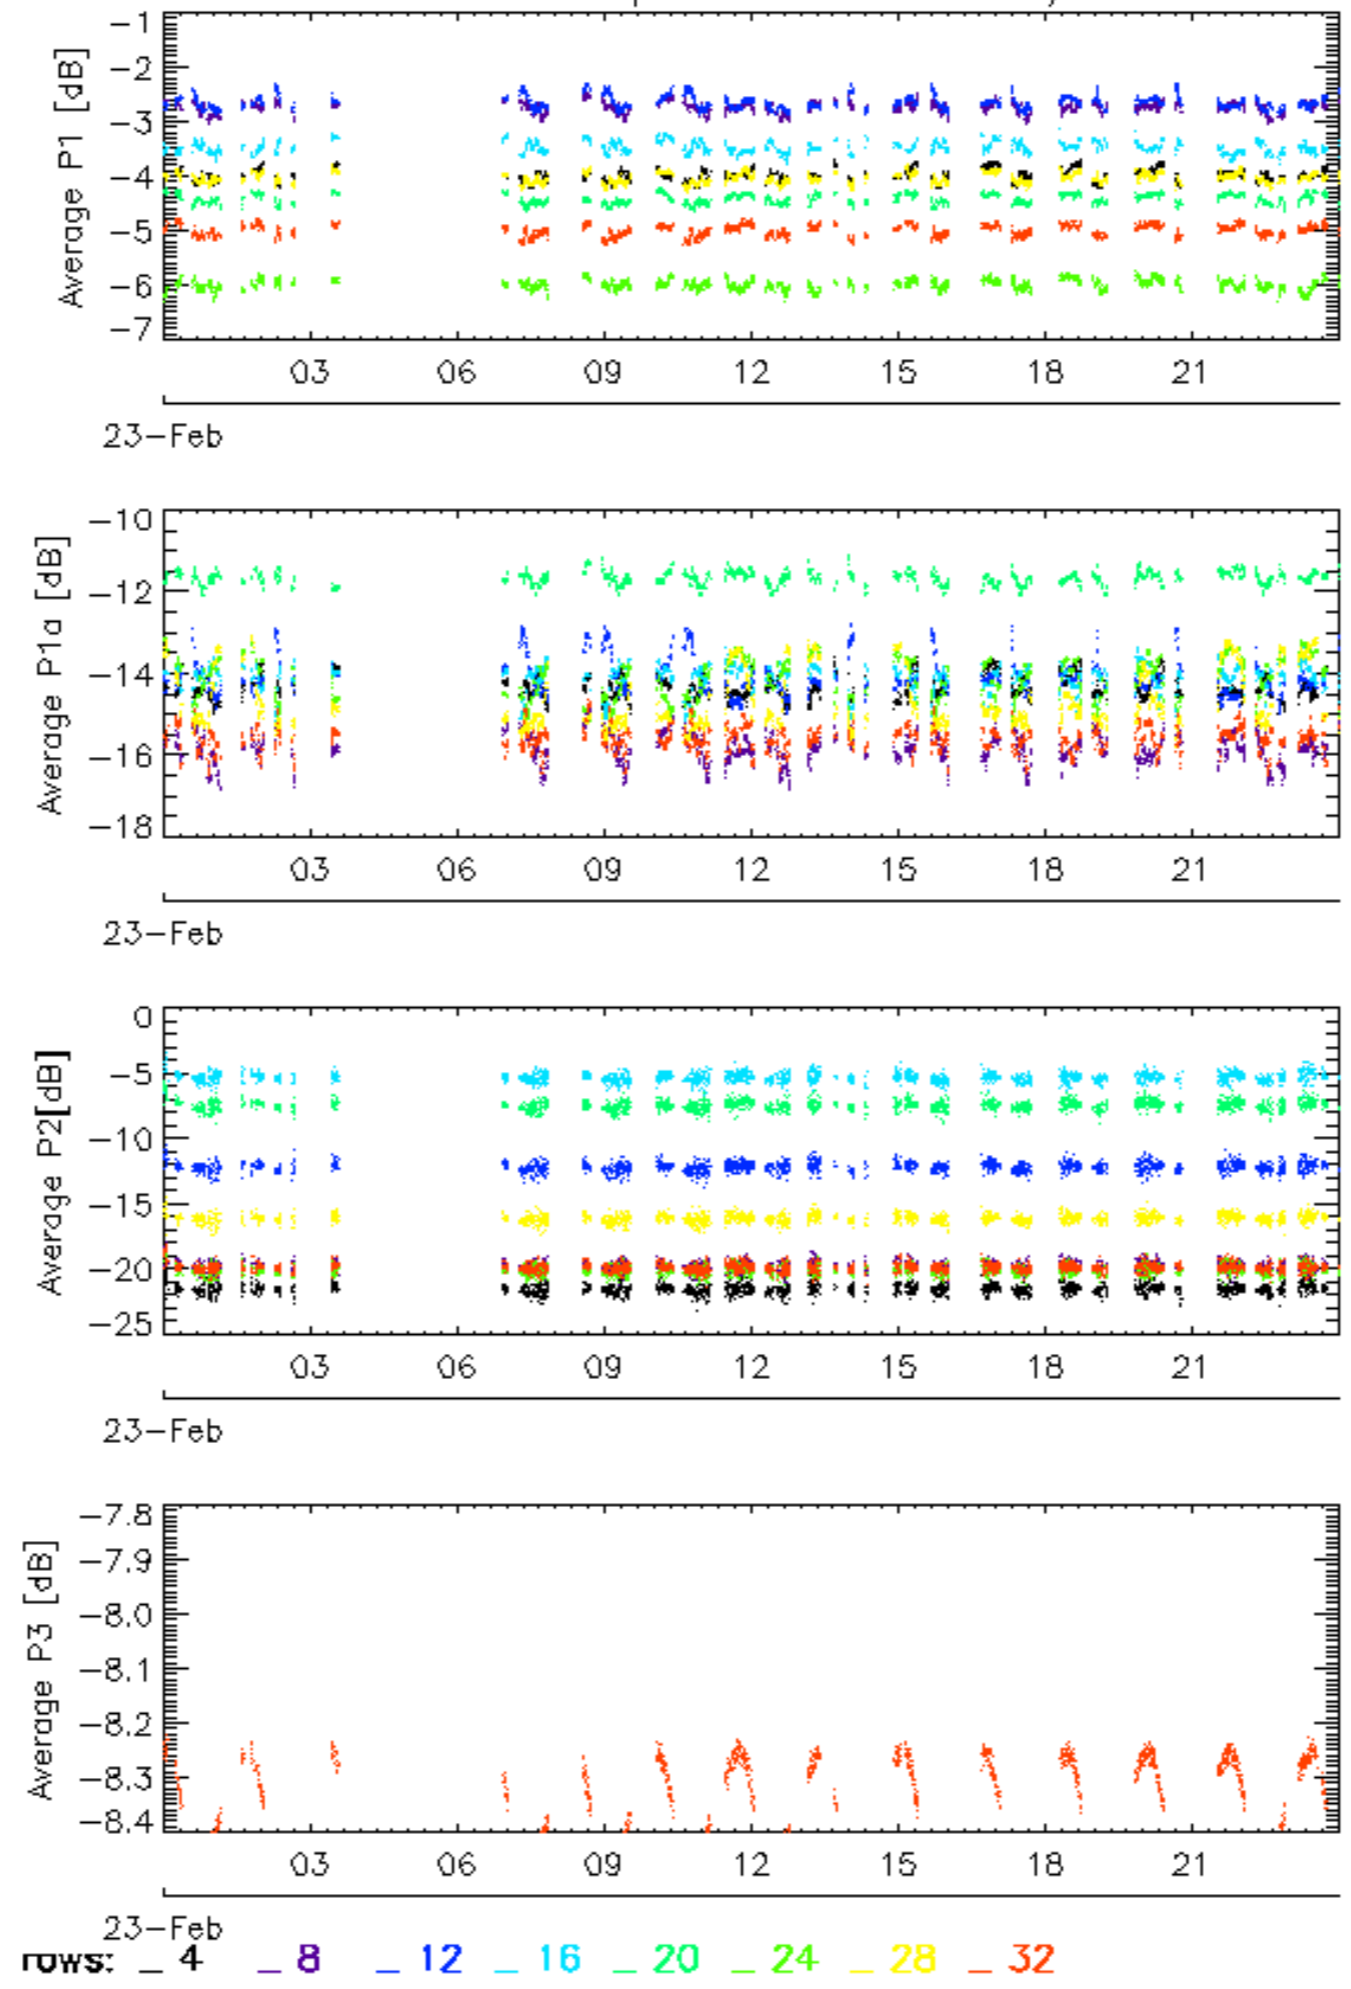 Average P1 [dB]
-1
-2
-3
-4
-5
-6
-7
03 06 09 12 15 18 21
23-Feb
Average P1a [dB]
-10
-12
-14
-16
-18
03 06 09 12 15 18 21
23-Feb
Average P2[dB]
0
-5
-10
-15
-20
-25
03 06 09 12 15 18 21
23-Feb
Average P3 [dB]
-7.8
-7.9
-8.0
-8.1
-8.2
-8.3
-8.4
03 06 09 12 15 18 21
23-Feb
rows: _ 4 _ 8 _ 12 _ 16 _ 20 _ 24 _ 28 _ 32